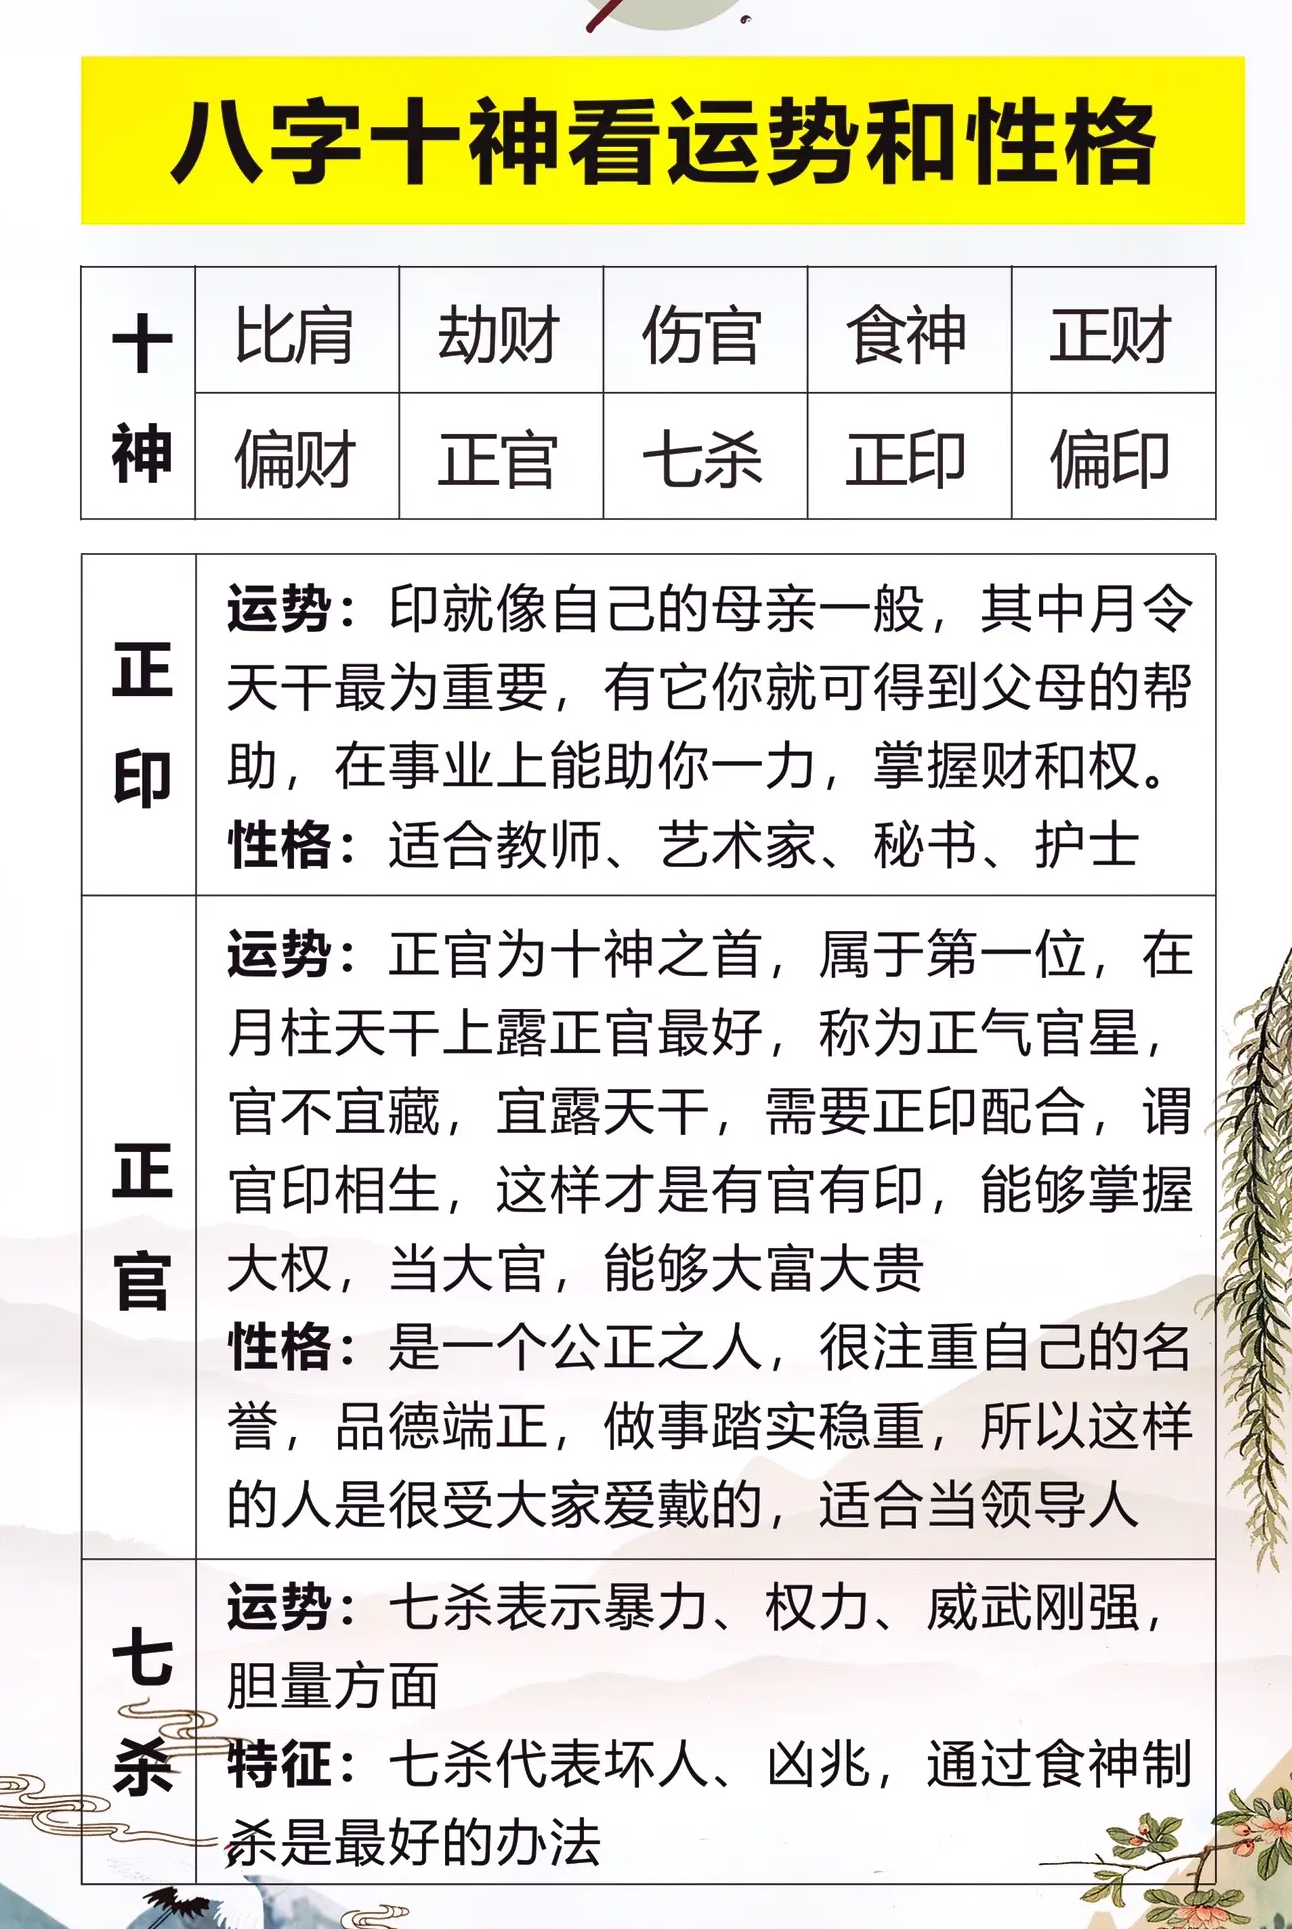 八字十神看运势和性格
十神
比肩 劫财 伤官 食神 正财
偏财 正官 七杀 正印 偏印
正印
运势：印就像自己的母亲一般，其中月令
天干最为重要，有它你就可得到父母的帮
助，在事业上能助你一力，掌握财和权。
性格：适合教师、艺术家、秘书、护士
正官
运势：正官为十神之首，属于第一位，在
月柱天干上露正官最好，称为正气官星，
官不宜藏，宜露天干，需要正印配合，谓
官印相生，这样才是有官有印，能够掌握
大权，当大官，能够大富大贵
性格：是一个公正之人，很注重自己的名
誉，品德端正，做事踏实稳重，所以这样
的人是很受大家爱戴的，适合当领导人
七杀
运势：七杀表示暴力、权力、威武刚强，
胆量方面
特征：七杀代表坏人、凶兆，通过食神制
杀是最好的办法